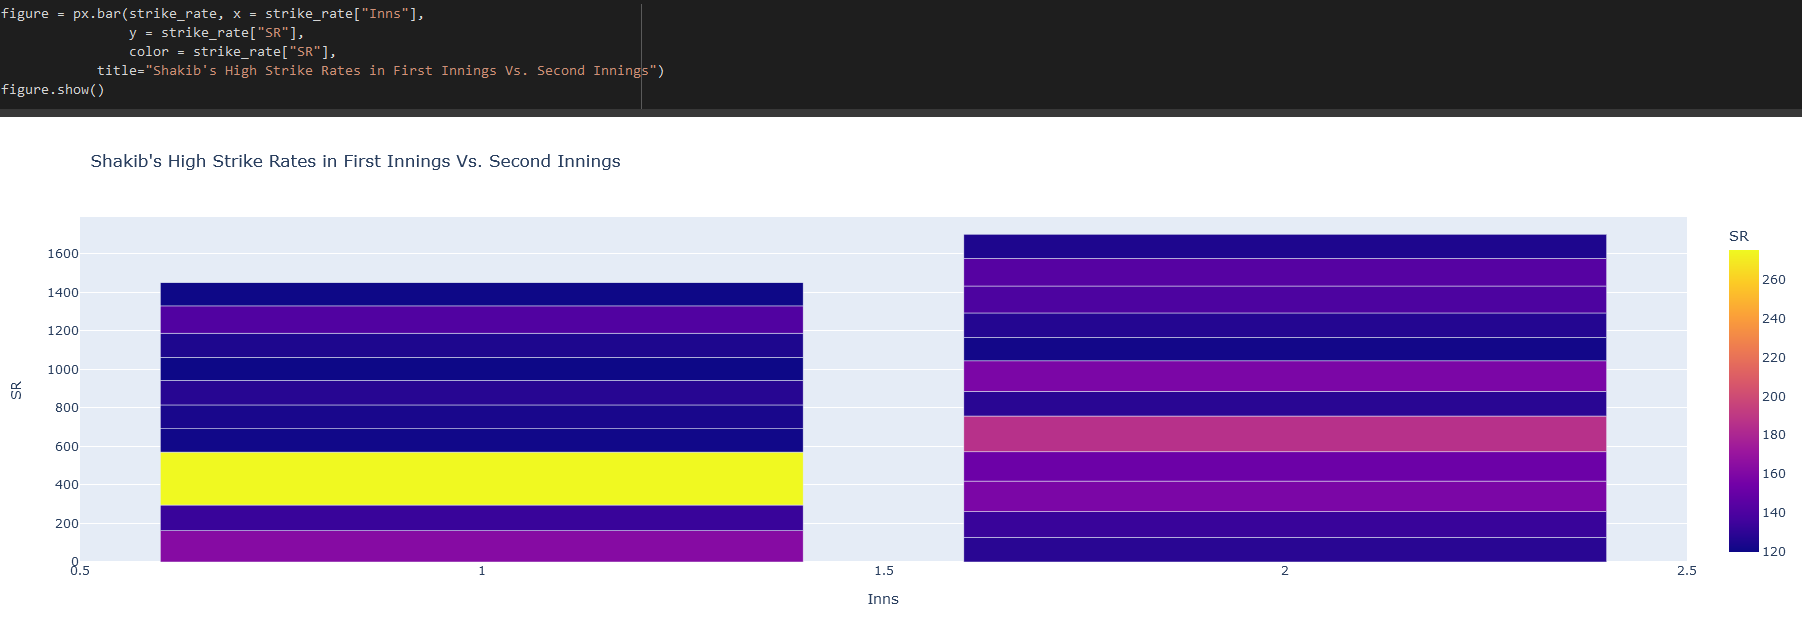 figure = px.bar(strike_rate, x = strike_rate["Inns"],
y = strike_rate["SR"],
color = strike_rate["SR"],
title="Shakib's High Strike Rates in First Innings Vs. Second Innings")
figure.show()
Shakib's High Strike Rates in First Innings Vs. Second Innings
SR
1600
1400
1200
1000
800
600
400
200
0
0.5
1
1.5
2
2.5
Inns
SR
260
240
220
200
180
160
140
120